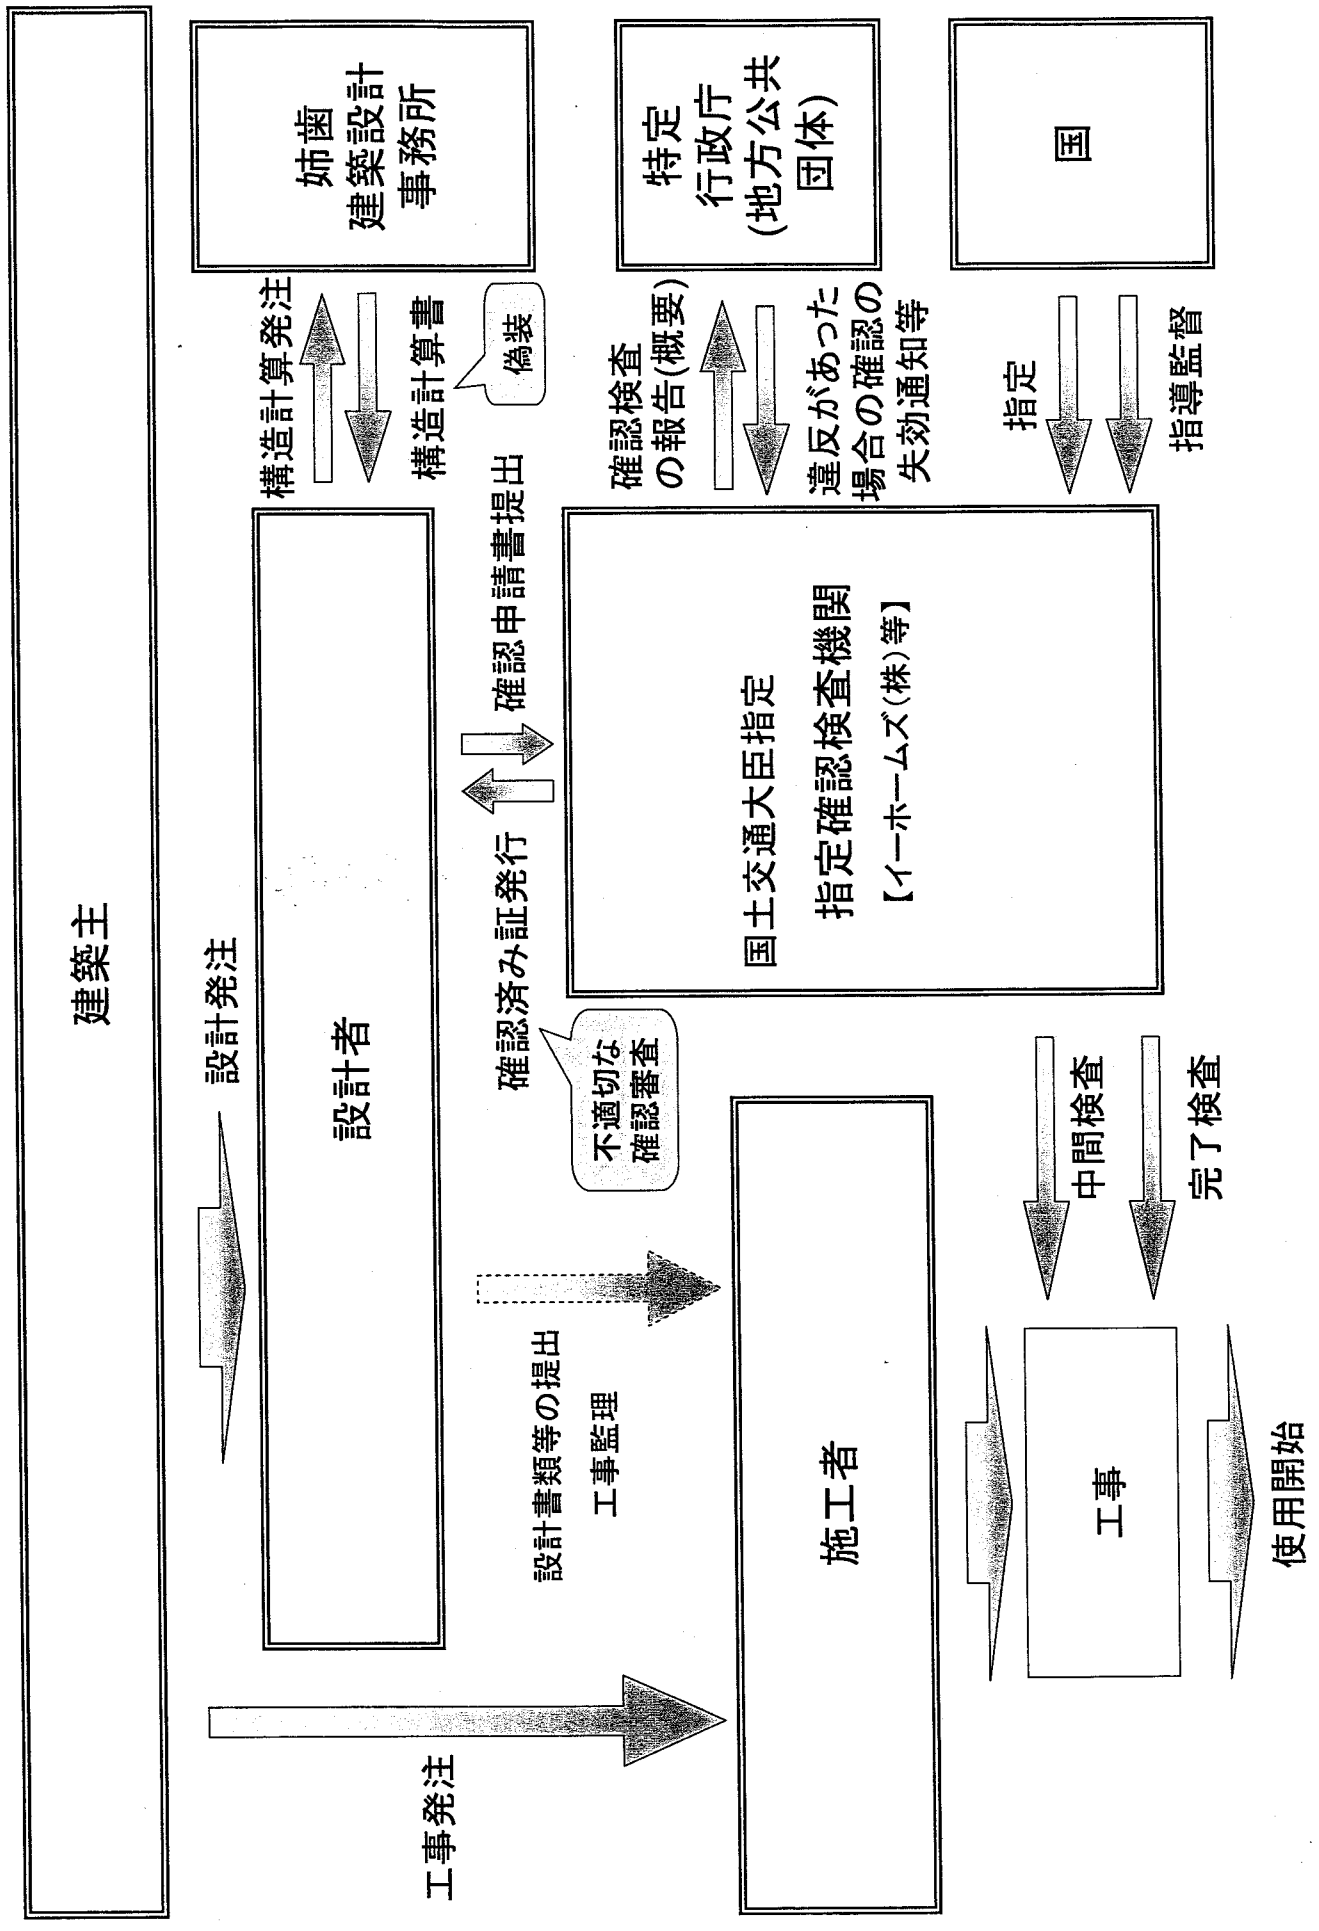 建築主
設計発注
工事発注
設計者
構造計算発注
構造計算書
偽装
姉歯
建築設計
事務所
確認済み証発行
確認申請書提出
不適切な
確認審査
設計書類等の提出
工事監理
国土交通大臣指定
指定確認検査機関
【イーホームズ(株)等】
確認検査
の報告(概要)
違反があった
場合の確認の
失効通知等
特定
行政庁
(地方公共
団体)
指定
指導監督
国
施工者
中間検査
完了検査
工事
使用開始